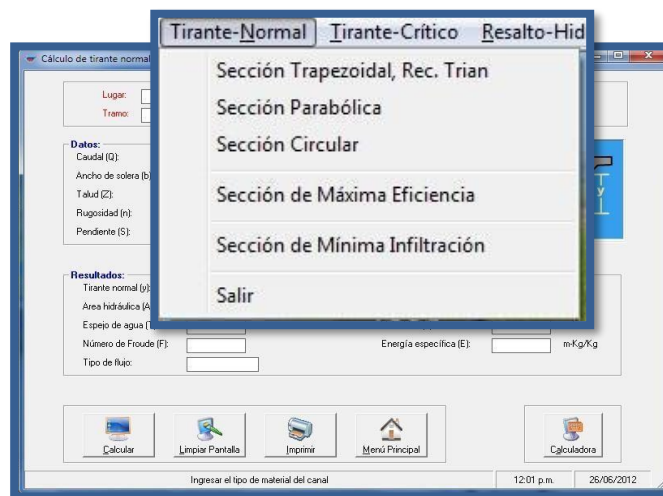 Tirante-Normal Tirante-Crítico Resalto-Hid
Sección Trapezoidal, Rec. Trian
Sección Parabólica
Sección Circular
Sección de Máxima Eficiencia
Sección de Mínima Infiltración
Salir
Cálculo de tirante normal
Lugar:
Tramo:
Datos:
Caudal (Q):
Ancho de solera (b)
Talud (Z):
Rugosidad (n):
Pendiente (S):
y
Resultados:
Tirante normal (y):
Area hidráulica (A
Espejo de agua (T
Número de Froude (F): Energía específica (E): m-Kg/Kg
Tipo de flujo:
Calcular Limpiar Pantalla Imprimir Menú Principal Calculadora
Ingresar el tipo de material del canal 12:01 p.m. 26/06/2012